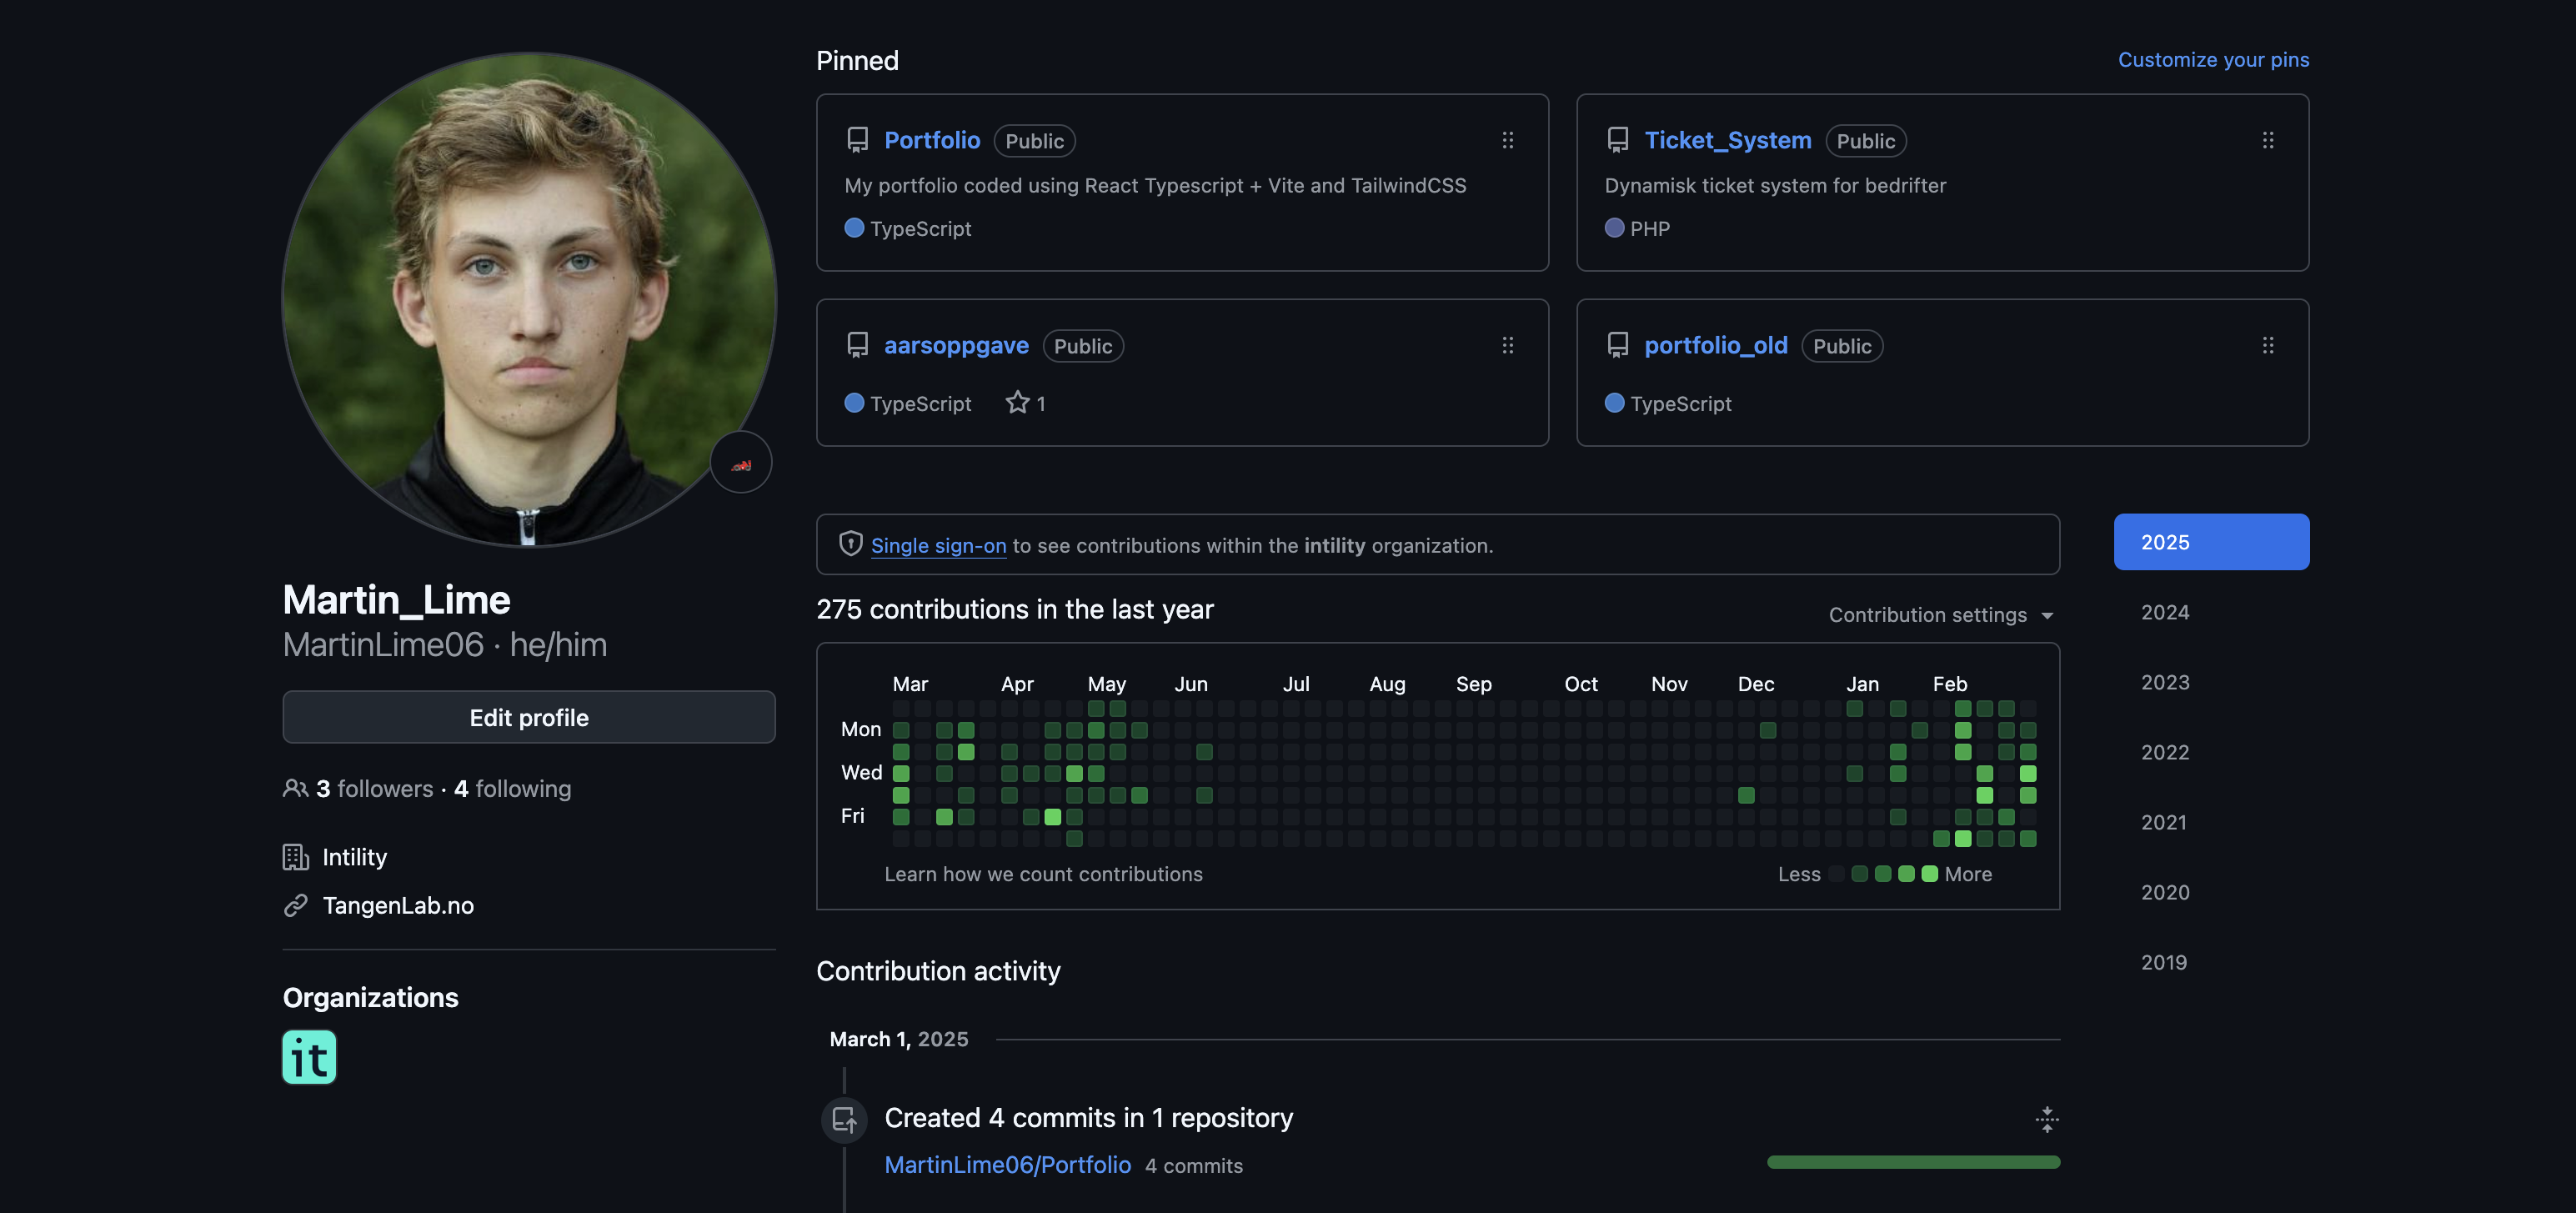 Pinned
Customize your pins
Portfolio Public
My portfolio coded using React Typescript + Vite and TailwindCSS
TypeScript
Ticket_System Public
Dynamisk ticket system for bedrifter
PHP
aarsoppgave Public
TypeScript 1
portfolio_old Public
TypeScript
Martin_Lime
MartinLime06 · he/him
Edit profile
3 followers · 4 following
Intility
TangenLab.no
Organizations
it
Single sign-on to see contributions within the intility organization.
275 contributions in the last year
Contribution settings
Mar Apr May Jun Jul Aug Sep Oct Nov Dec Jan Feb
Mon
Wed
Fri
Learn how we count contributions
Less More
2025
2024
2023
2022
2021
2020
2019
Contribution activity
March 1, 2025
Created 4 commits in 1 repository
MartinLime06/Portfolio 4 commits